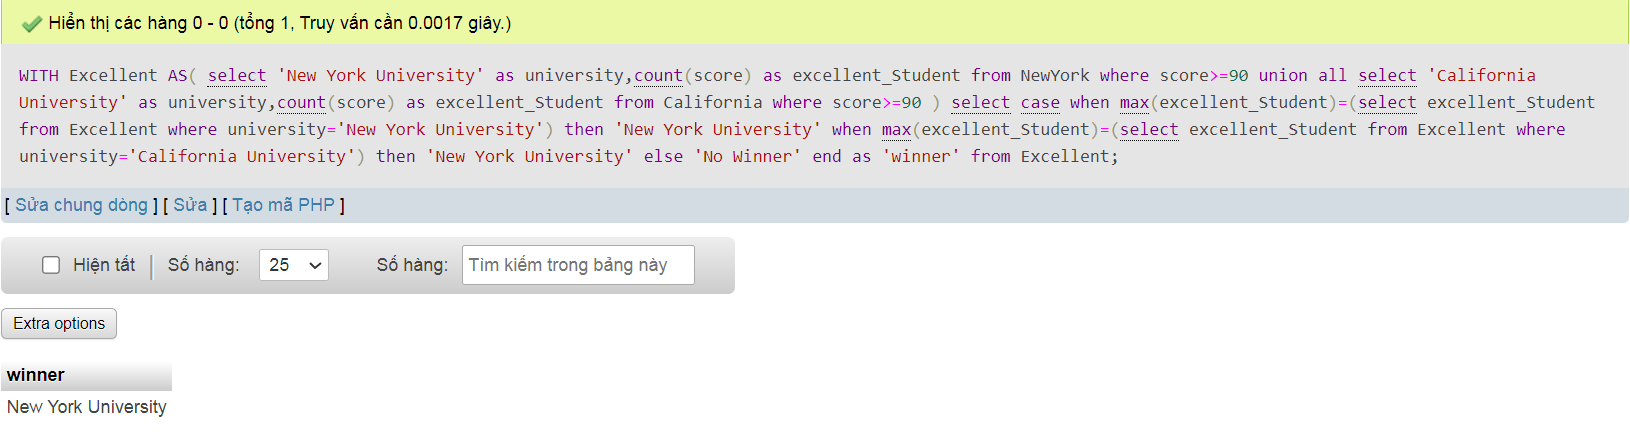 Hiển thị các hàng 0 - 0 (tổng 1, Truy vấn cần 0.0017 giây.)
WITH Excellent AS( select 'New York University' as university,count(score) as excellent_Student from NewYork where score>=90 union all select 'California
University' as university,count(score) as excellent_Student from California where score>=90 ) select case when max(excellent_Student)=(select excellent_Student
from Excellent where university='New York University') then 'New York University' when max(excellent_Student)=(select excellent_Student from Excellent where
university='California University') then 'New York University' else 'No Winner' end as 'winner' from Excellent;
[ Sửa chung dòng ] [ Sửa ] [ Tạo mã PHP ]
Hiện tất | Số hàng: 25 Số hàng: Tìm kiếm trong bảng này
Extra options
winner
New York University